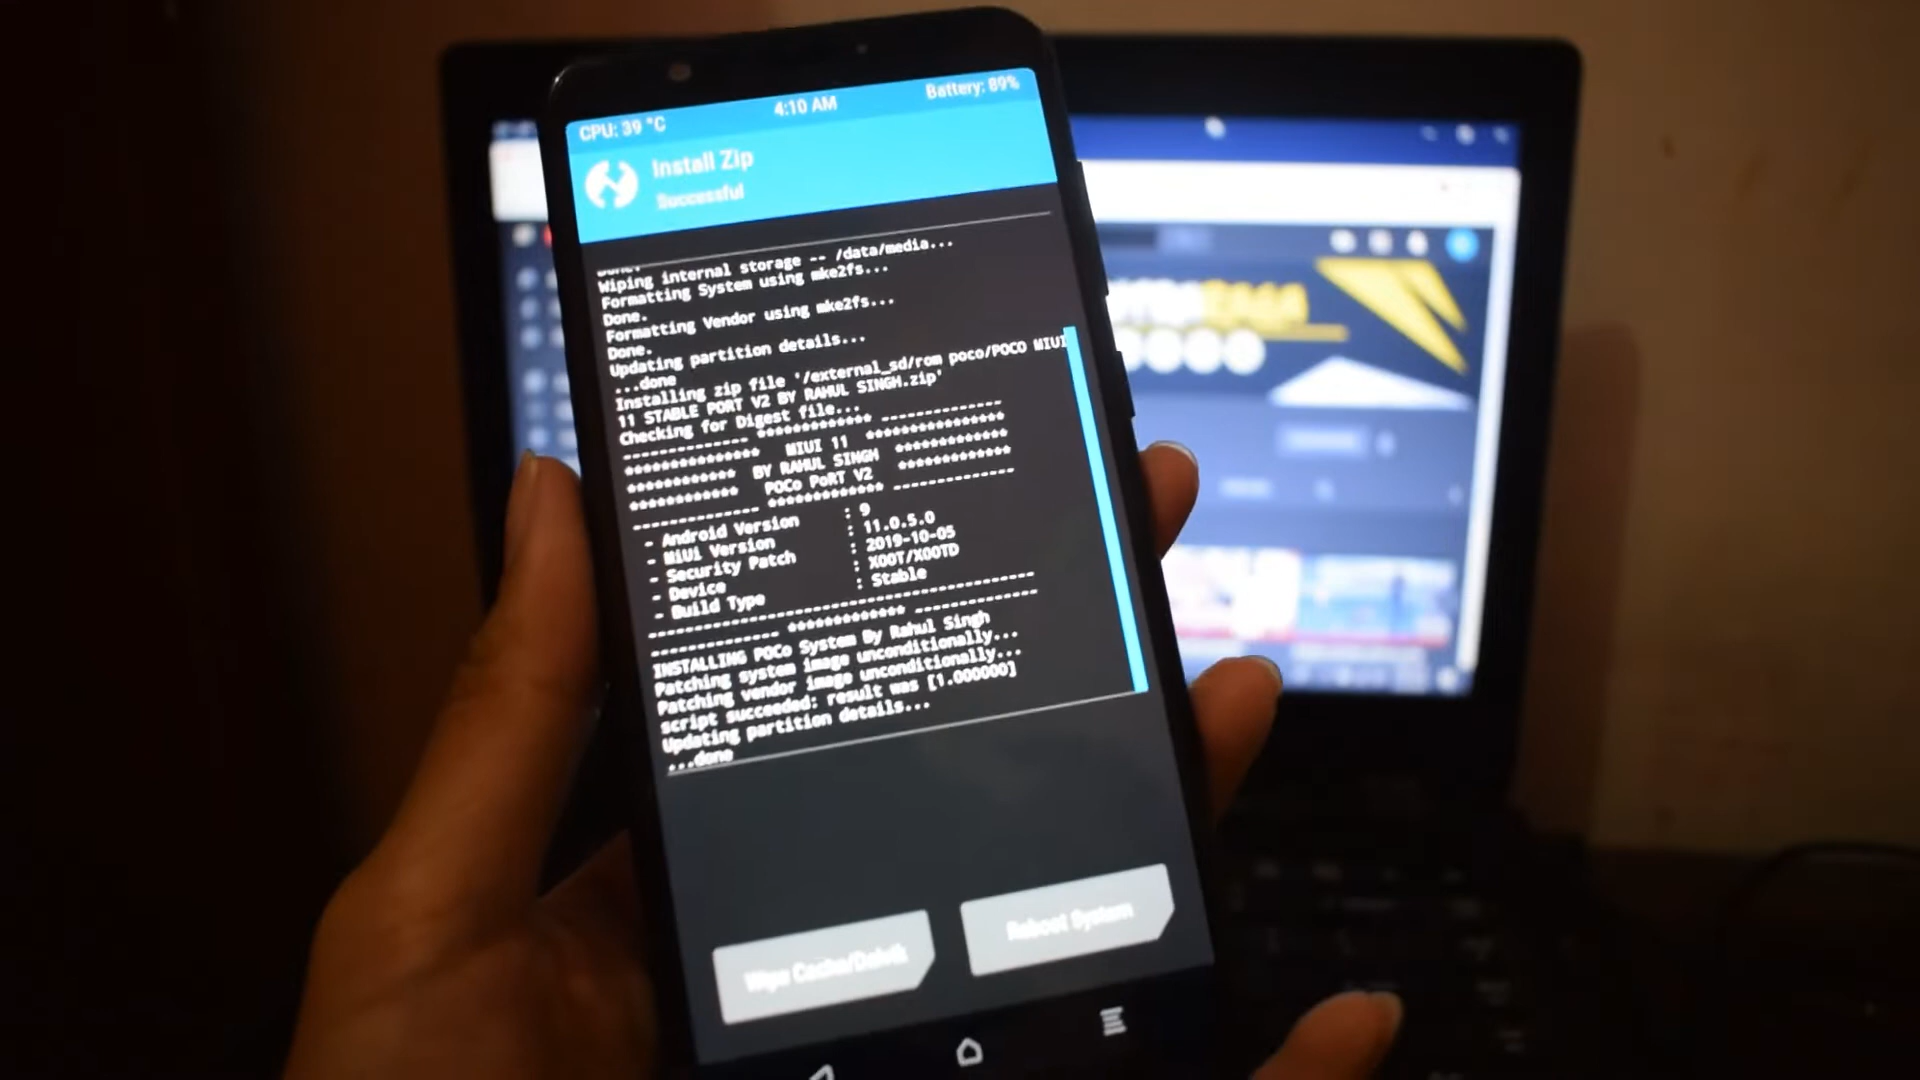 CPU: 39 °C
4:10 AM
Battery: 89%
Install Zip
Successful
Done.
Wiping internal storage -- /data/media...
Formatting System using mke2fs...
Done.
Formatting Vendor using mke2fs...
Done.
Updating partition details...
...done
Installing zip file '/external_sd/rom poco/POCO MIUI
11 STABLE PORT V2 BY RAHUL SINGH.zip'
Checking for Digest file...
------------- ************* --------------
*************** MIUI 11 ***************
************ BY RAHUL SINGH ************
************ POCo PoRT V2 ************
-------------- ************* --------------
- Android Version : 9
- MiUi Version : 11.0.5.0
- Security Patch : 2019-10-05
- Device : X00T/X00TD
- Build Type : Stable
--------------------------------------------
-------------- ************* --------------
INSTALLING POCo System By Rahul Singh
Patching system image unconditionally...
Patching vendor image unconditionally...
script succeeded: result was [1.000000]
Updating partition details...
...done
Wipe Cache/Dalvik
Reboot System